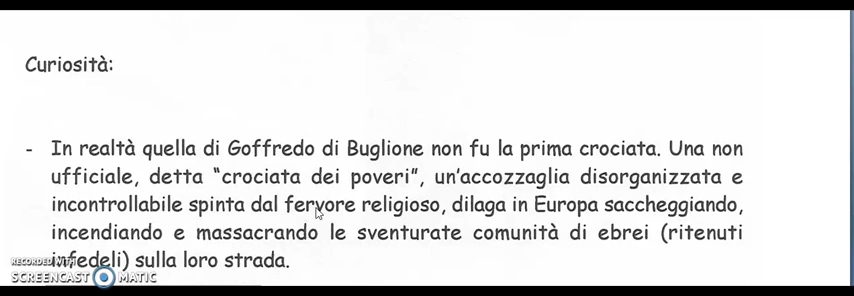 Curiosità:
- In realtà quella di Goffredo di Buglione non fu la prima crociata. Una non
ufficiale, detta “crociata dei poveri”, un’accozzaglia disorganizzata e
incontrollabile spinta dal fervore religioso, dilaga in Europa saccheggiando,
incendiando e massacrando le sventurate comunità di ebrei (ritenuti
infedeli) sulla loro strada.
RECORDED WITH
SCREENCAST MATIC